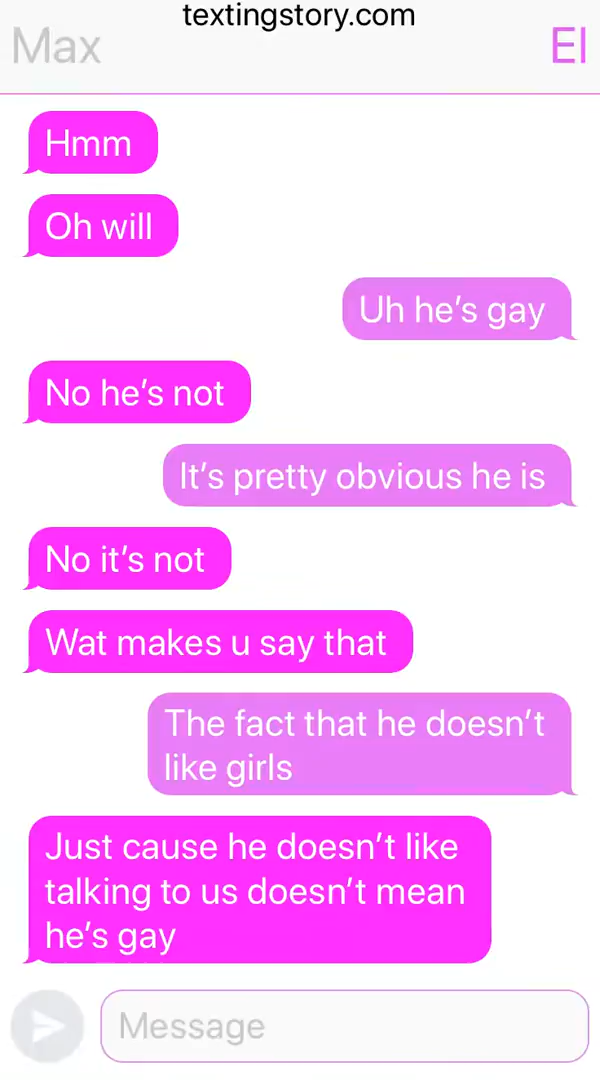 textingstory.com
Max
El
Hmm
Oh will
Uh he’s gay
No he’s not
It’s pretty obvious he is
No it’s not
Wat makes u say that
The fact that he doesn’t
like girls
Just cause he doesn’t like
talking to us doesn’t mean
he’s gay
Message